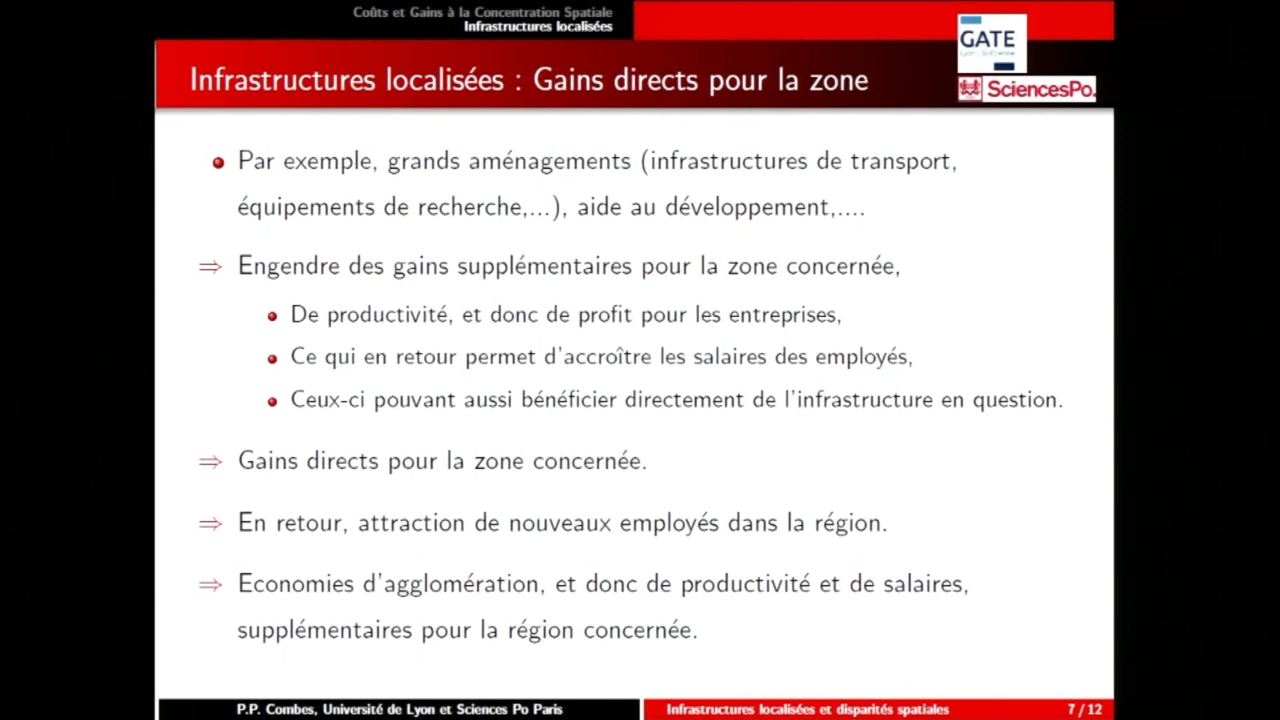 Coûts et Gains à la Concentration Spatiale
Infrastructures localisées
GATE
SciencesPo.
Infrastructures localisées : Gains directs pour la zone
Par exemple, grands aménagements (infrastructures de transport,
équipements de recherche,...), aide au développement,....
⇒ Engendre des gains supplémentaires pour la zone concernée,
De productivité, et donc de profit pour les entreprises,
Ce qui en retour permet d'accroître les salaires des employés,
Ceux-ci pouvant aussi bénéficier directement de l'infrastructure en question.
⇒ Gains directs pour la zone concernée.
⇒ En retour, attraction de nouveaux employés dans la région.
⇒ Economies d'agglomération, et donc de productivité et de salaires,
supplémentaires pour la région concernée.
P.P. Combes, Université de Lyon et Sciences Po Paris
Infrastructures localisées et disparités spatiales
7 / 12